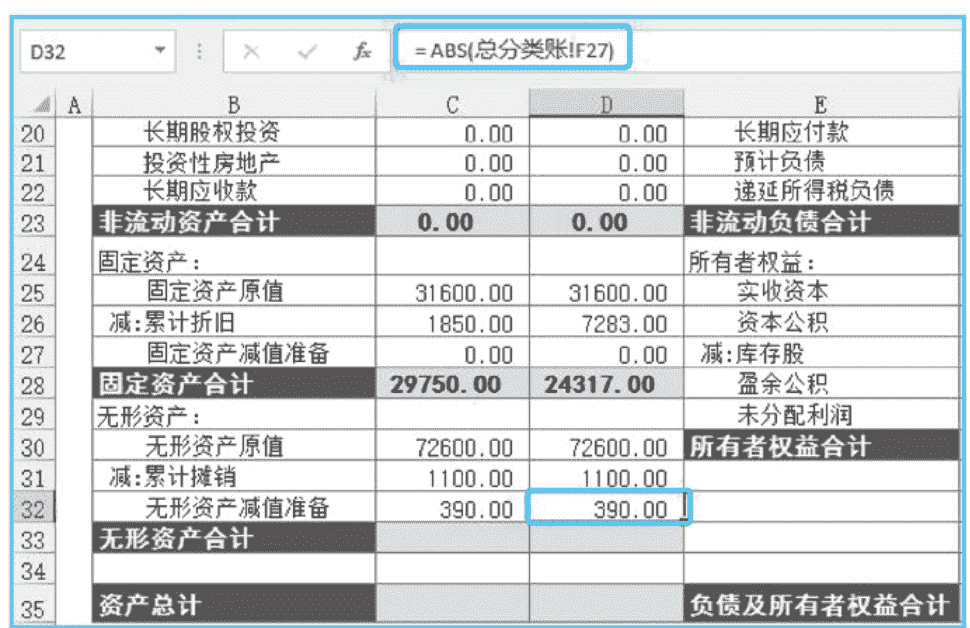 D32 fx =ABS(总分类账!F27)
A B C D E
20 长期股权投资 0.00 0.00 长期应付款
21 投资性房地产 0.00 0.00 预计负债
22 长期应收款 0.00 0.00 递延所得税负债
23 非流动资产合计 0.00 0.00 非流动负债合计
24 固定资产: 所有者权益:
25 固定资产原值 31600.00 31600.00 实收资本
26 减:累计折旧 1850.00 7283.00 资本公积
27 固定资产减值准备 0.00 0.00 减:库存股
28 固定资产合计 29750.00 24317.00 盈余公积
29 无形资产: 未分配利润
30 无形资产原值 72600.00 72600.00 所有者权益合计
31 减:累计摊销 1100.00 1100.00
32 无形资产减值准备 390.00 390.00
33 无形资产合计
34
35 资产总计 负债及所有者权益合计